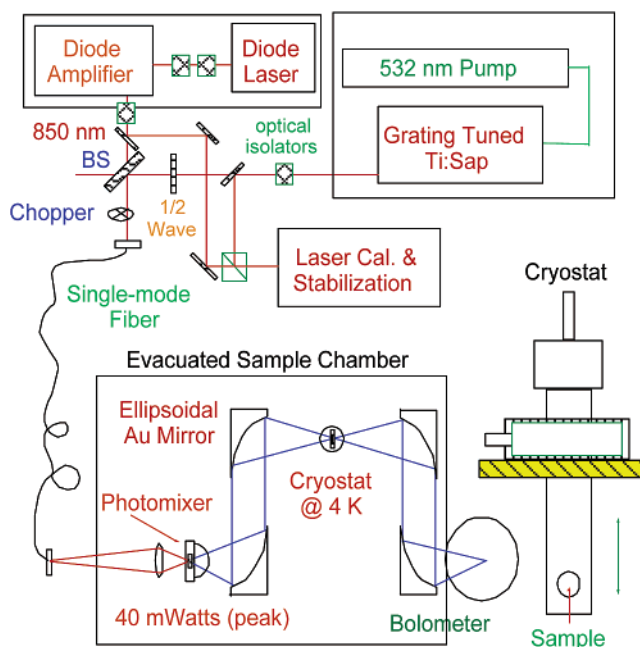 Diode
Amplifier
Diode
Laser
532 nm Pump
Grating Tuned
Ti:Sap
850 nm
BS
optical
isolators
Chopper
1/2
Wave
Laser Cal. &
Stabilization
Single-mode
Fiber
Cryostat
Evacuated Sample Chamber
Ellipsoidal
Au Mirror
Cryostat
@ 4 K
Photomixer
40 mWatts (peak)
Bolometer
Sample